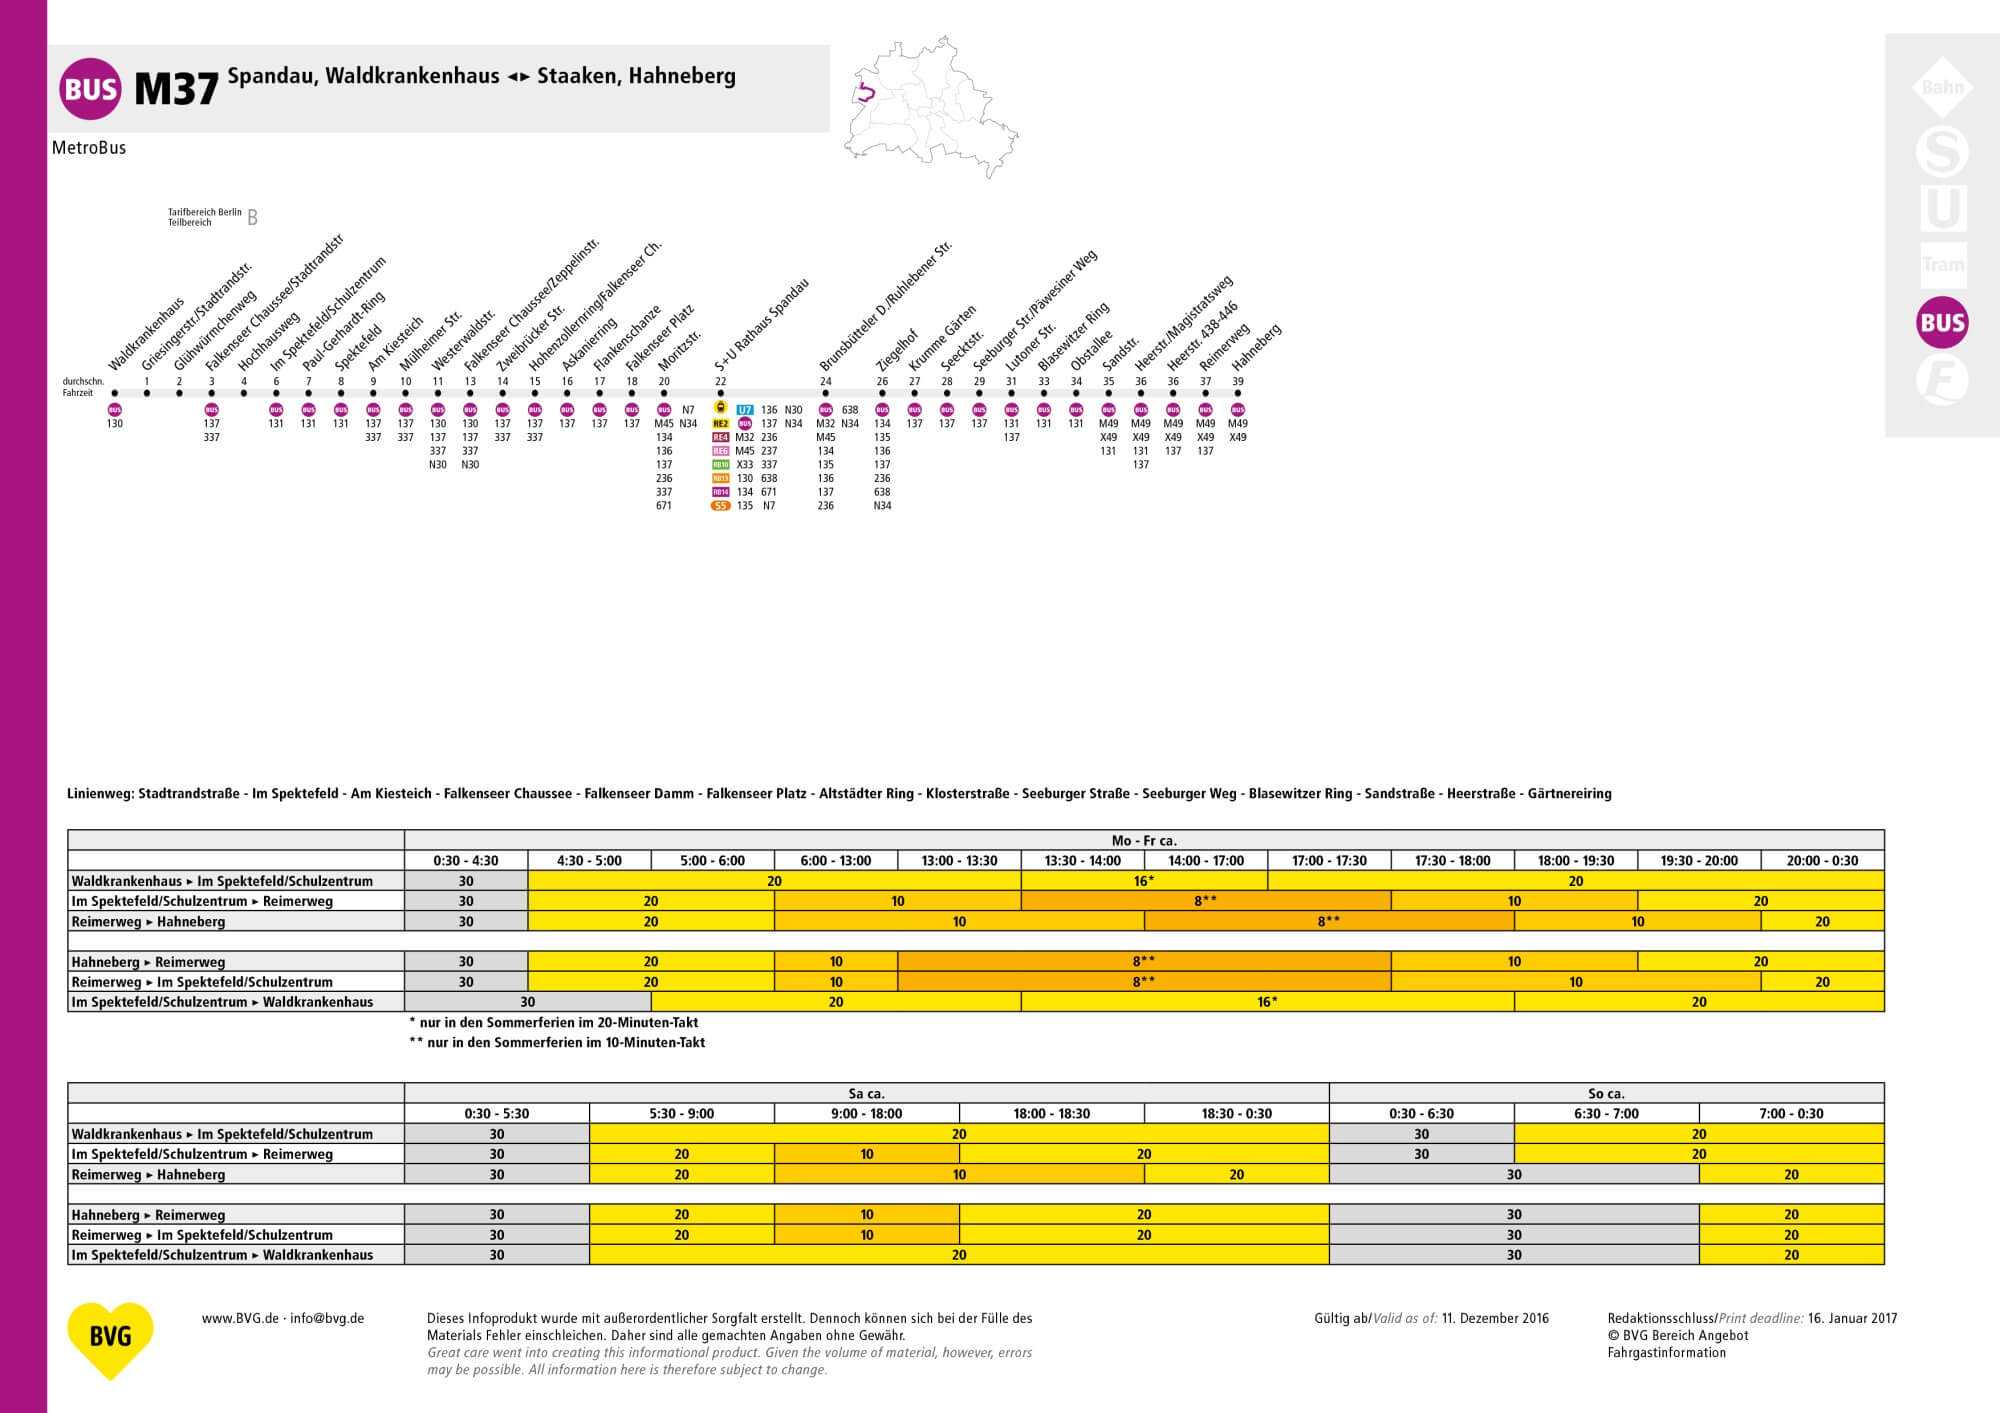 BUS M37 Spandau, Waldkrankenhaus ◂▸ Staaken, Hahneberg
MetroBus
Bahn
S
U
Tram
BUS
F
Tarifbereich Berlin
Teilbereich B
Waldkrankenhaus
Griesingerstr./Stadtrandstr.
Glühwürmchenweg
Falkenseer Chaussee/Stadtrandstr
Hochhausweg
Im Spektefeld/Schulzentrum
Paul-Gerhardt-Ring
Spektefeld
Am Kiesteich
Mülheimer Str.
Westerwaldstr.
Falkenseer Chaussee/Zeppelinstr.
Zweibrücker Str.
Hohenzollernring/Falkenseer Ch.
Askanierring
Flankenschanze
Falkenseer Platz
Moritzstr.
S+U Rathaus Spandau
Brunsbütteler D./Ruhlebener Str.
Ziegelhof
Krumme Gärten
Seecktstr.
Seeburger Str./Päwesiner Weg
Lutoner Str.
Blasewitzer Ring
Obstallee
Sandstr.
Heerstr./Magistratsweg
Heerstr. 438-446
Reimerweg
Hahneberg
durchschn. 1 2 3 4 6 7 8 9 10 11 13 14 15 16 17 18 20 22 24 26 27 28 29 31 33 34 35 36 36 37 39
Fahrzeit
BUS BUS BUS BUS BUS BUS BUS BUS BUS BUS BUS BUS BUS BUS BUS N7 U7 136 N30 BUS 638 BUS BUS BUS BUS BUS BUS BUS BUS BUS BUS BUS BUS
130 137 131 131 131 137 137 130 130 137 137 137 137 137 M45 N34 RE2 BUS 137 N34 M32 N34 134 137 137 137 131 131 131 M49 M49 M49 M49 M49
337 337 337 137 137 337 337 134 RE4 M32 236 M45 135 137 X49 X49 X49 X49 X49
337 337 136 RE6 M45 237 134 136 131 131 137 137
N30 N30 137 RB10 X33 337 135 137 137
236 RB13 130 638 136 236
337 RB14 134 671 137 638
671 S5 135 N7 236 N34
Linienweg: Stadtrandstraße - Im Spektefeld - Am Kiesteich - Falkenseer Chaussee - Falkenseer Damm - Falkenseer Platz - Altstädter Ring - Klosterstraße - Seeburger Straße - Seeburger Weg - Blasewitzer Ring - Sandstraße - Heerstraße - Gärtnereiring
Mo - Fr ca.
0:30 - 4:30 4:30 - 5:00 5:00 - 6:00 6:00 - 13:00 13:00 - 13:30 13:30 - 14:00 14:00 - 17:00 17:00 - 17:30 17:30 - 18:00 18:00 - 19:30 19:30 - 20:00 20:00 - 0:30
Waldkrankenhaus ▸ Im Spektefeld/Schulzentrum 30 20 16* 20
Im Spektefeld/Schulzentrum ▸ Reimerweg 30 20 10 8** 10 20
Reimerweg ▸ Hahneberg 30 20 10 8** 10 20
Hahneberg ▸ Reimerweg 30 20 10 8** 10 20
Reimerweg ▸ Im Spektefeld/Schulzentrum 30 20 10 8** 10 20
Im Spektefeld/Schulzentrum ▸ Waldkrankenhaus 30 20 16* 20
* nur in den Sommerferien im 20-Minuten-Takt
** nur in den Sommerferien im 10-Minuten-Takt
Sa ca. So ca.
0:30 - 5:30 5:30 - 9:00 9:00 - 18:00 18:00 - 18:30 18:30 - 0:30 0:30 - 6:30 6:30 - 7:00 7:00 - 0:30
Waldkrankenhaus ▸ Im Spektefeld/Schulzentrum 30 20 30 20
Im Spektefeld/Schulzentrum ▸ Reimerweg 30 20 10 20 30 20
Reimerweg ▸ Hahneberg 30 20 10 20 30 20
Hahneberg ▸ Reimerweg 30 20 10 20 30 20
Reimerweg ▸ Im Spektefeld/Schulzentrum 30 20 10 20 30 20
Im Spektefeld/Schulzentrum ▸ Waldkrankenhaus 30 20 30 20
BVG
www.BVG.de · info@bvg.de
Dieses Infoprodukt wurde mit außerordentlicher Sorgfalt erstellt. Dennoch können sich bei der Fülle des
Materials Fehler einschleichen. Daher sind alle gemachten Angaben ohne Gewähr.
Great care went into creating this informational product. Given the volume of material, however, errors
may be possible. All information here is therefore subject to change.
Gültig ab/Valid as of: 11. Dezember 2016
Redaktionsschluss/Print deadline: 16. Januar 2017
© BVG Bereich Angebot
Fahrgastinformation